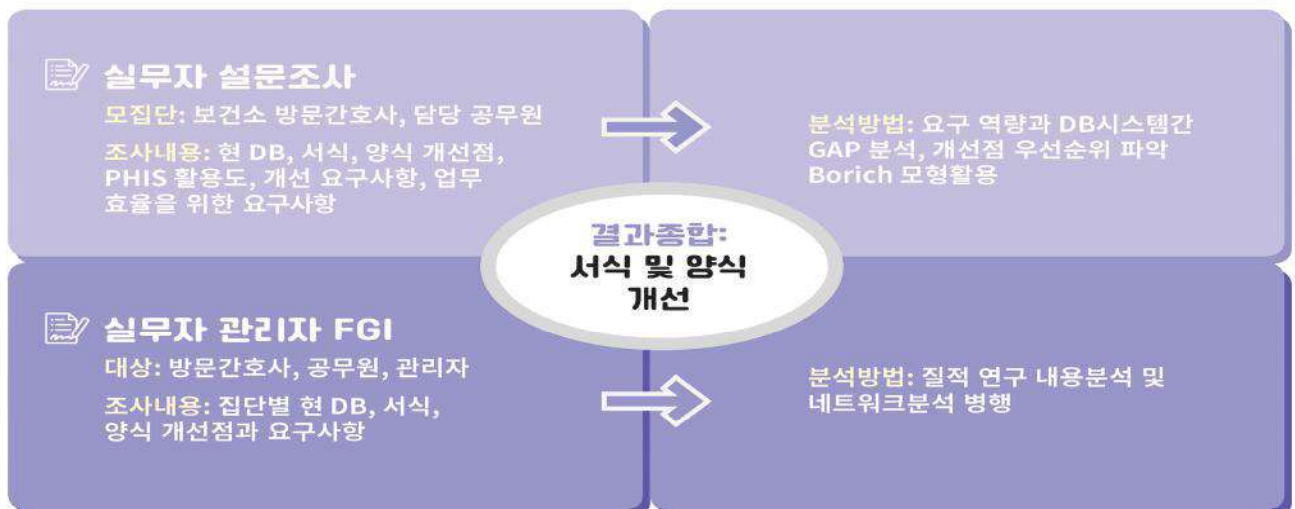 실무자 설문조사
모집단: 보건소 방문간호사, 담당 공무원
조사내용: 현 DB, 서식, 양식 개선점,
PHIS 활용도, 개선 요구사항, 업무
효율을 위한 요구사항
분석방법: 요구 역량과 DB시스템간
GAP 분석, 개선점 우선순위 파악
Borich 모형활용
결과종합:
서식 및 양식
개선
실무자 관리자 FGI
대상: 방문간호사, 공무원, 관리자
조사내용: 집단별 현 DB, 서식,
양식 개선점과 요구사항
분석방법: 질적 연구 내용분석 및
네트워크분석 병행